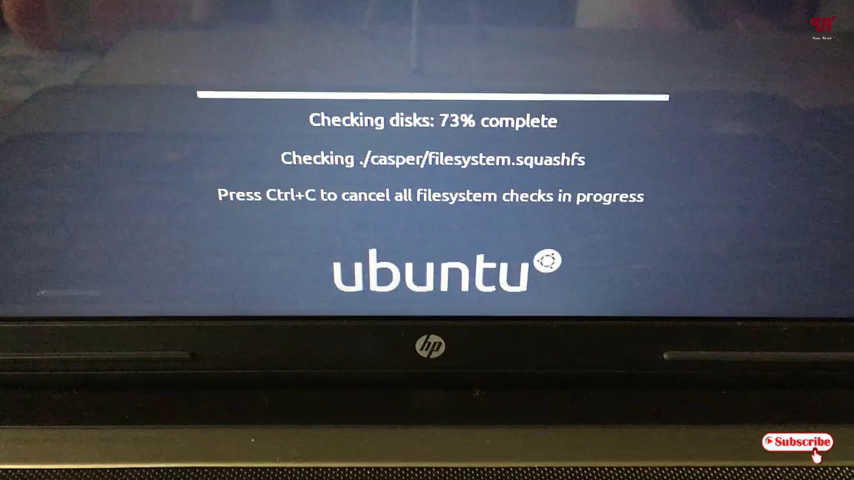 Checking disks: 73% complete
Checking ./casper/filesystem.squashfs
Press Ctrl+C to cancel all filesystem checks in progress
ubuntu
hp
Subscribe